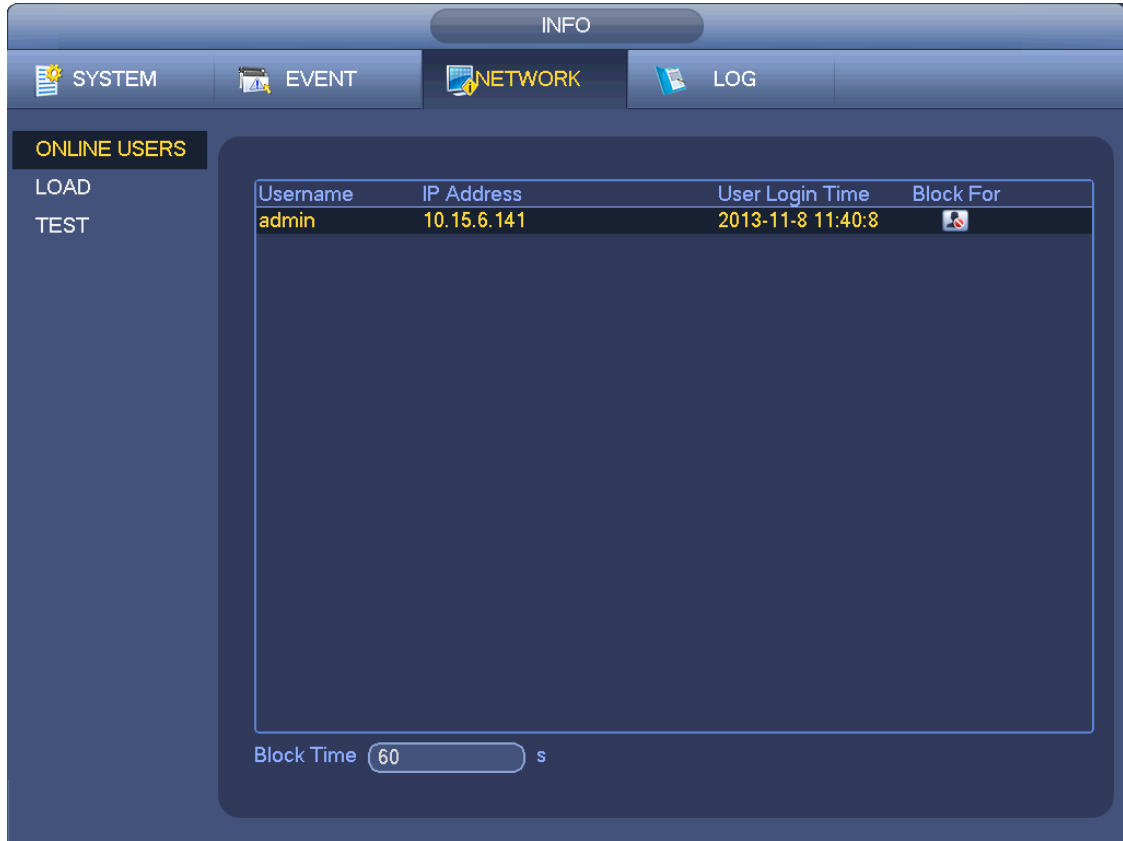 INFO
SYSTEM EVENT NETWORK LOG
ONLINE USERS
LOAD
TEST
Username IP Address User Login Time Block For
admin 10.15.6.141 2013-11-8 11:40:8
Block Time 60 s